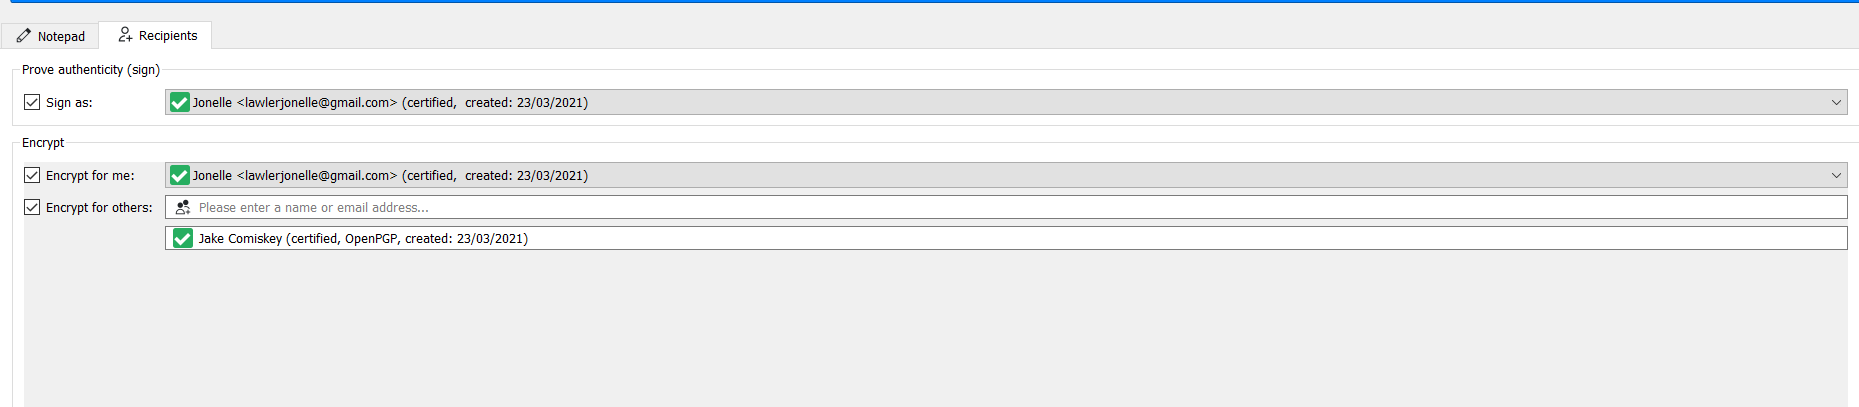 Notepad Recipients
Prove authenticity (sign)
Sign as: Jonelle <lawlerjonelle@gmail.com> (certified,  created: 23/03/2021)
Encrypt
Encrypt for me: Jonelle <lawlerjonelle@gmail.com> (certified,  created: 23/03/2021)
Encrypt for others: Please enter a name or email address...
Jake Comiskey (certified, OpenPGP, created: 23/03/2021)